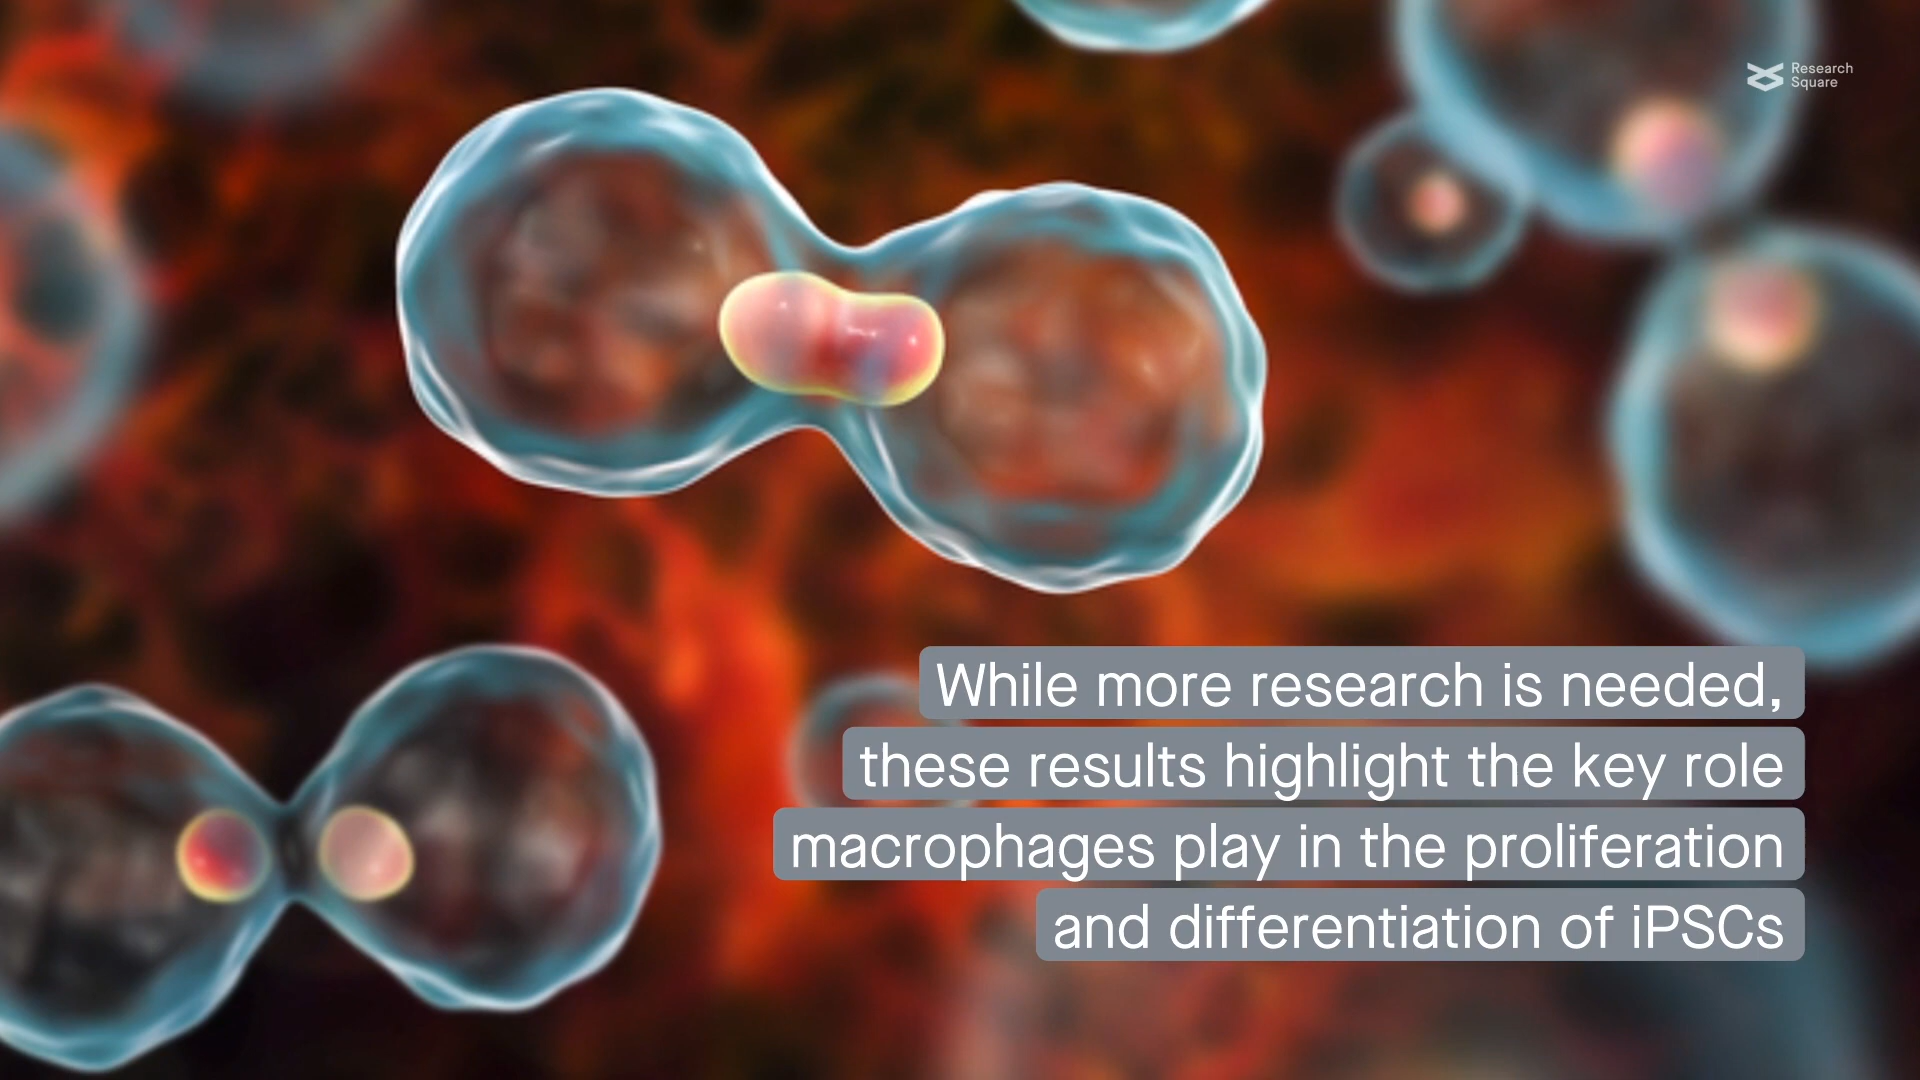 Research
Square
While more research is needed,
these results highlight the key role
macrophages play in the proliferation
and differentiation of iPSCs